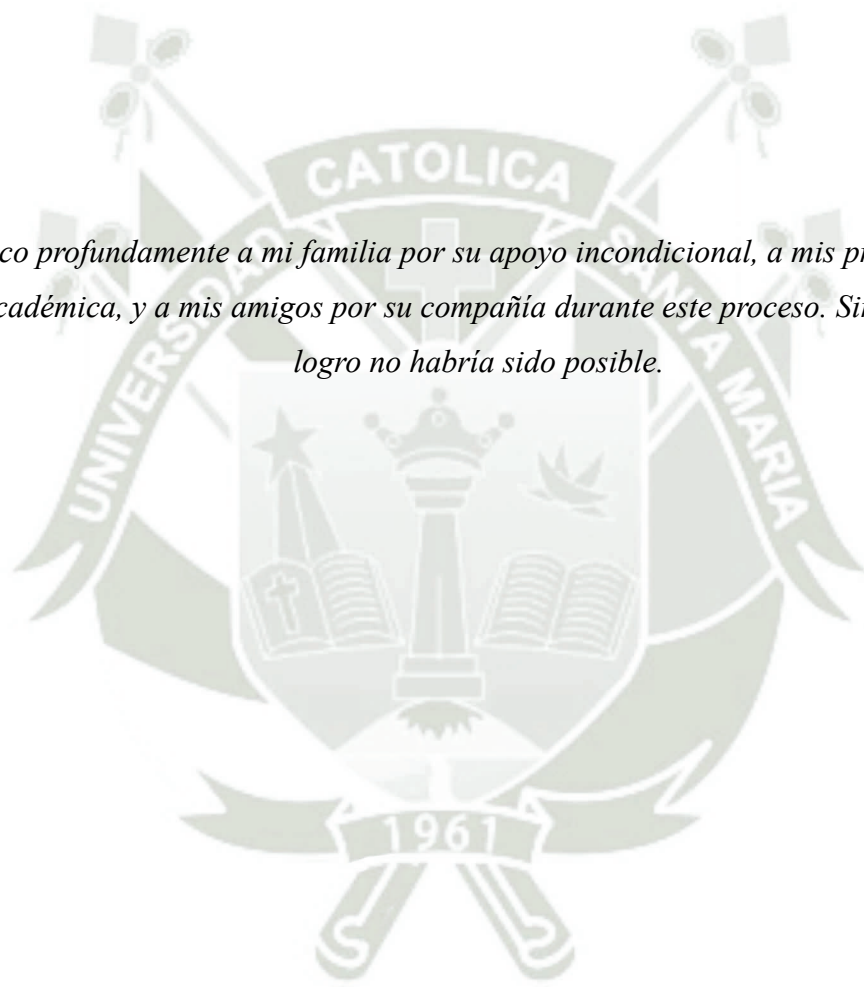 co profundamente a mi familia por su apoyo incondicional, a mis pr
cadémica, y a mis amigos por su compañía durante este proceso. Sin
logro no habría sido posible.
CATOLICA
UNIVERSIDAD
SANTA MARIA
1961